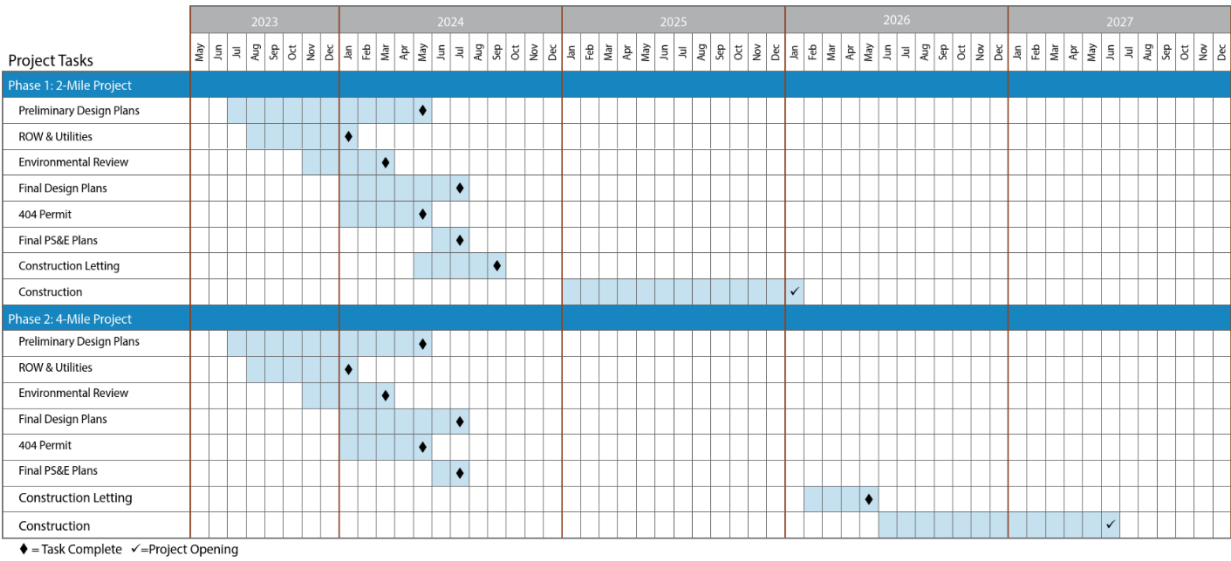 2023 2024 2025 2026 2027
Project Tasks May Jun Jul Aug Sep Oct Nov Dec Jan Feb Mar Apr May Jun Jul Aug Sep Oct Nov Dec Jan Feb Mar Apr May Jun Jul Aug Sep Oct Nov Dec Jan Feb Mar Apr May Jun Jul Aug Sep Oct Nov Dec Jan Feb Mar Apr May Jun Jul Aug Sep Oct Nov Dec
Phase 1: 2-Mile Project
Preliminary Design Plans
ROW & Utilities
Environmental Review
Final Design Plans
404 Permit
Final PS&E Plans
Construction Letting
Construction
Phase 2: 4-Mile Project
Preliminary Design Plans
ROW & Utilities
Environmental Review
Final Design Plans
404 Permit
Final PS&E Plans
Construction Letting
Construction
♦ = Task Complete ✓=Project Opening